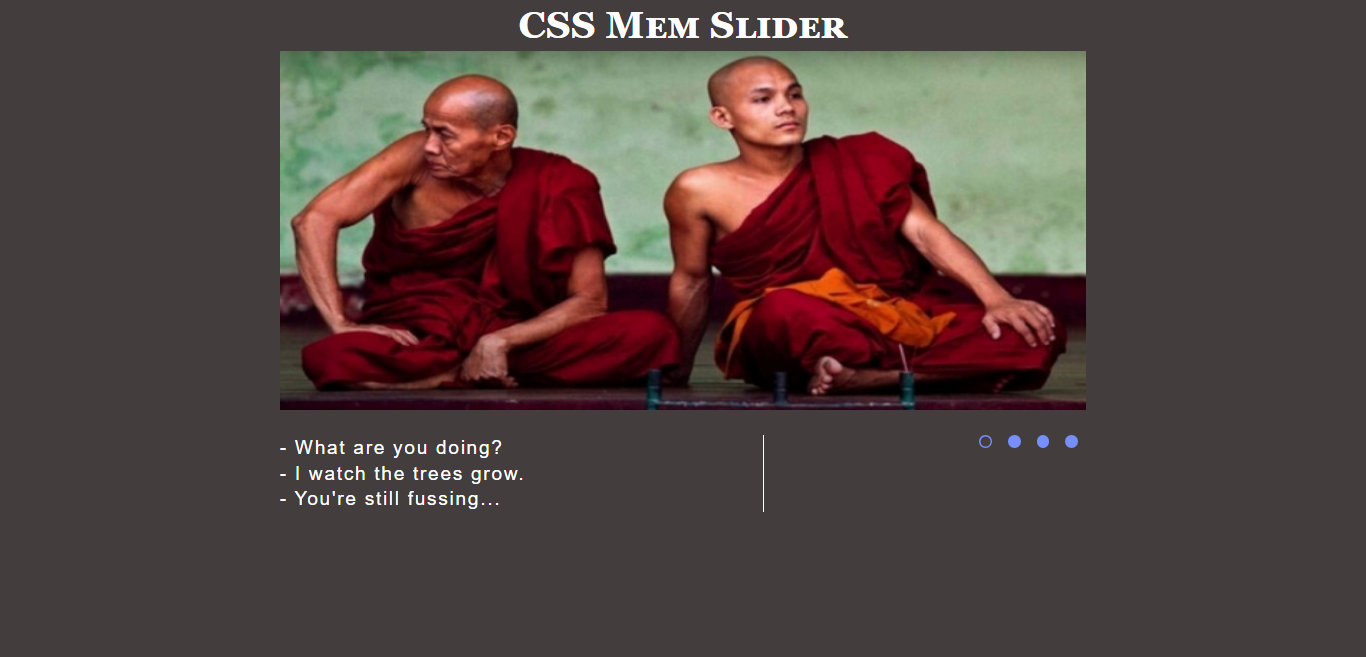 CSS Mem Slider
- What are you doing?
- I watch the trees grow.
- You're still fussing...